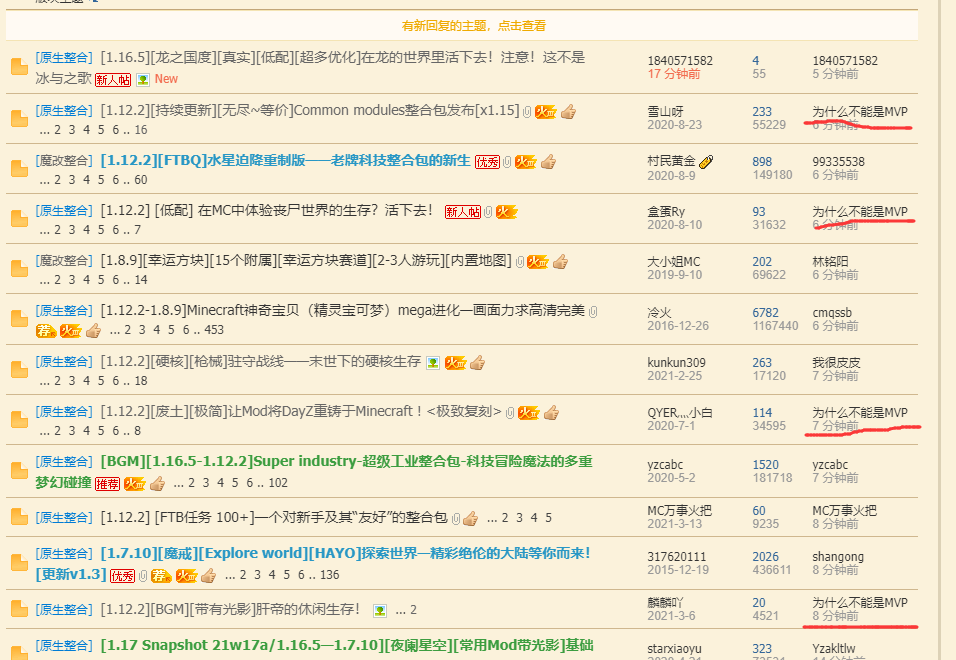 有新回复的主题，点击查看
[原生整合] [1.16.5][龙之国度][真实][低配][超多优化]在龙的世界里活下去！注意！这不是
冰与之歌 新人帖 New
1840571582
17 分钟前
4
55
1840571582
5 分钟前
[原生整合] [1.12.2][持续更新][无尽~等价]Common modules整合包发布[x1.15] 火III
... 2 3 4 5 6 .. 16
雪山呀
2020-8-23
233
55229
为什么不能是MVP
6 分钟前
[魔改整合] [1.12.2][FTBQ]水星迫降重制版——老牌科技整合包的新生 优秀 火III
... 2 3 4 5 6 .. 60
村民黄金
2020-8-9
898
149180
99335538
6 分钟前
[原生整合] [1.12.2] [低配] 在MC中体验丧尸世界的生存？活下去！ 新人帖 火
... 2 3 4 5 6 .. 7
盒蛋Ry
2020-8-10
93
31632
为什么不能是MVP
6 分钟前
[魔改整合] [1.8.9][幸运方块][15个附属][幸运方块赛道][2-3人游玩][内置地图] 火III
... 2 3 4 5 6 .. 14
大小姐MC
2019-9-10
202
69622
林铭阳
6 分钟前
[原生整合] [1.12.2-1.8.9]Minecraft神奇宝贝（精灵宝可梦）mega进化—画面力求高清完美
荐 火III ... 2 3 4 5 6 .. 453
冷火
2016-12-26
6782
1167440
cmqssb
6 分钟前
[原生整合] [1.12.2][硬核][枪械]驻守战线——末世下的硬核生存 火III
... 2 3 4 5 6 .. 18
kunkun309
2021-2-25
263
17120
我很皮皮
7 分钟前
[原生整合] [1.12.2][废土][极简]让Mod将DayZ重铸于Minecraft！<极致复刻> 火
... 2 3 4 5 6 .. 8
QYER灬小白
2020-7-1
114
34595
为什么不能是MVP
7 分钟前
[原生整合] [BGM][1.16.5-1.12.2]Super industry-超级工业整合包-科技冒险魔法的多重
梦幻碰撞 推荐 火III ... 2 3 4 5 6 .. 102
yzcabc
2020-5-2
1520
181718
yzcabc
7 分钟前
[原生整合] [1.12.2] [FTB任务 100+]一个对新手及其“友好”的整合包 ... 2 3 4 5
MC万事火把
2021-3-13
60
9235
MC万事火把
8 分钟前
[原生整合] [1.7.10][魔戒][Explore world][HAYO]探索世界—精彩绝伦的大陆等你而来！
[更新v1.3] 优秀 荐 火III ... 2 3 4 5 6 .. 136
317620111
2015-12-19
2026
436611
shangong
8 分钟前
[原生整合] [1.12.2][BGM][带有光影]肝帝的休闲生存！ ... 2
麟麟吖
2021-3-6
20
4521
为什么不能是MVP
8 分钟前
[原生整合] [1.17 Snapshot 21w17a/1.16.5—1.7.10][夜阑星空][常用Mod带光影]基础
starxiaoyu
323
Yzakltlw